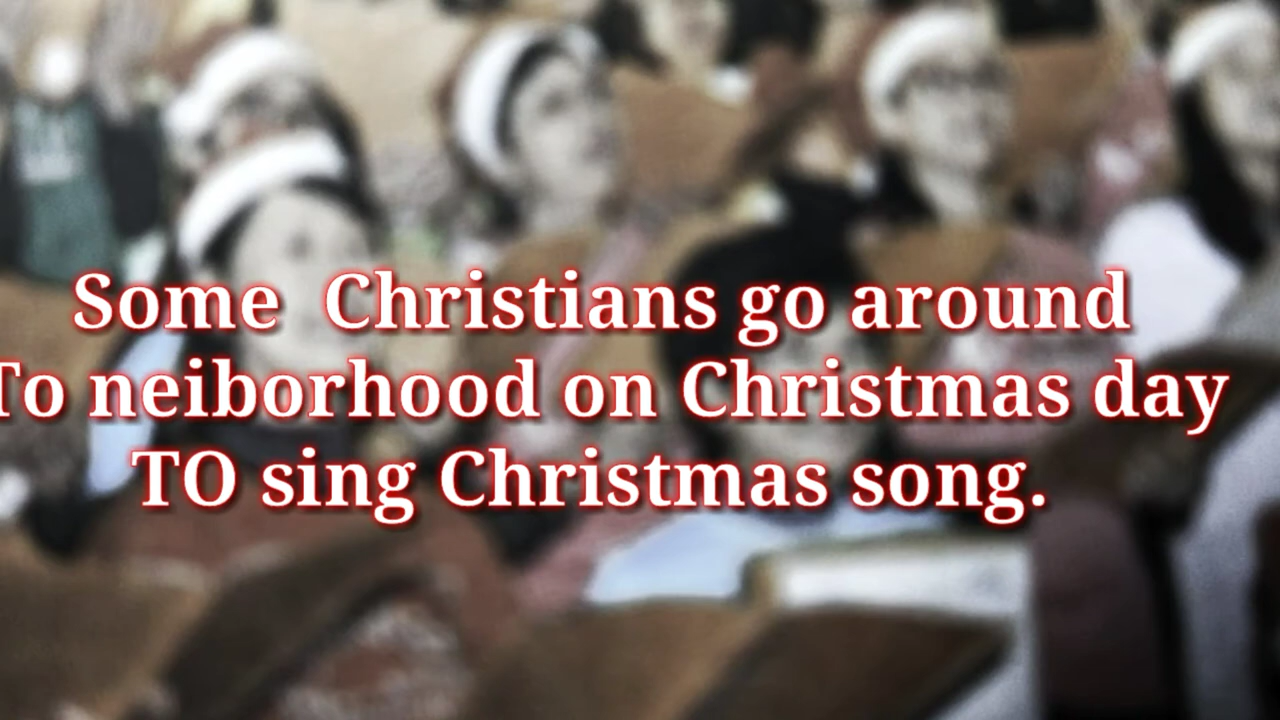 Some Christians go around
To neiborhood on Christmas day
TO sing Christmas song.